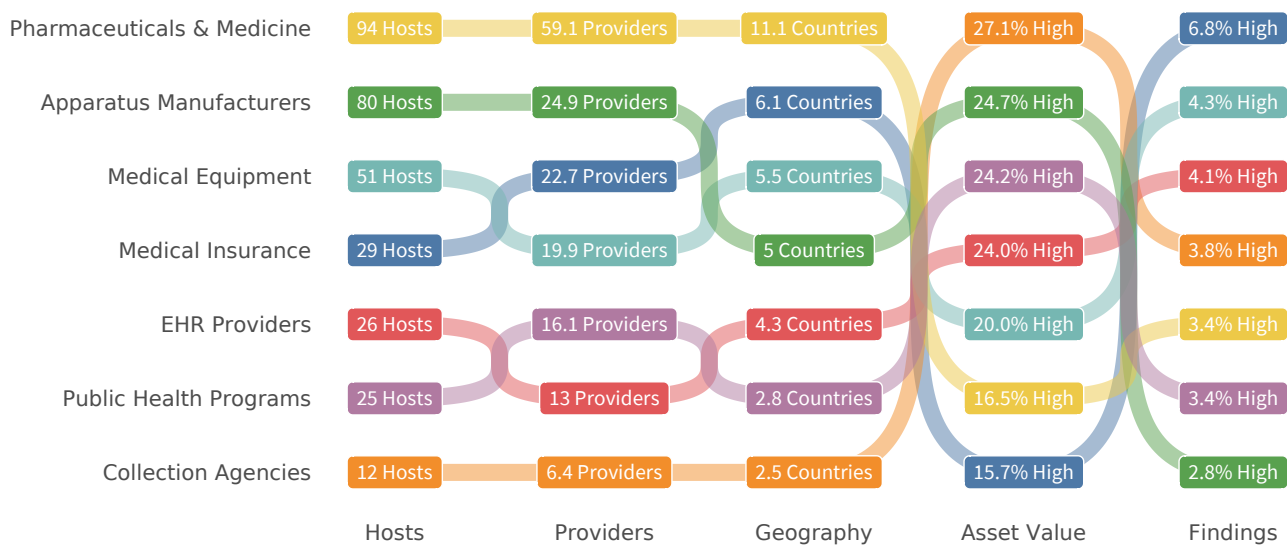 Pharmaceuticals & Medicine 94 Hosts 59.1 Providers 11.1 Countries 27.1% High 6.8% High
Apparatus Manufacturers 80 Hosts 24.9 Providers 6.1 Countries 24.7% High 4.3% High
Medical Equipment 51 Hosts 22.7 Providers 5.5 Countries 24.2% High 4.1% High
Medical Insurance 29 Hosts 19.9 Providers 5 Countries 24.0% High 3.8% High
EHR Providers 26 Hosts 16.1 Providers 4.3 Countries 20.0% High 3.4% High
Public Health Programs 25 Hosts 13 Providers 2.8 Countries 16.5% High 3.4% High
Collection Agencies 12 Hosts 6.4 Providers 2.5 Countries 15.7% High 2.8% High
Hosts Providers Geography Asset Value Findings